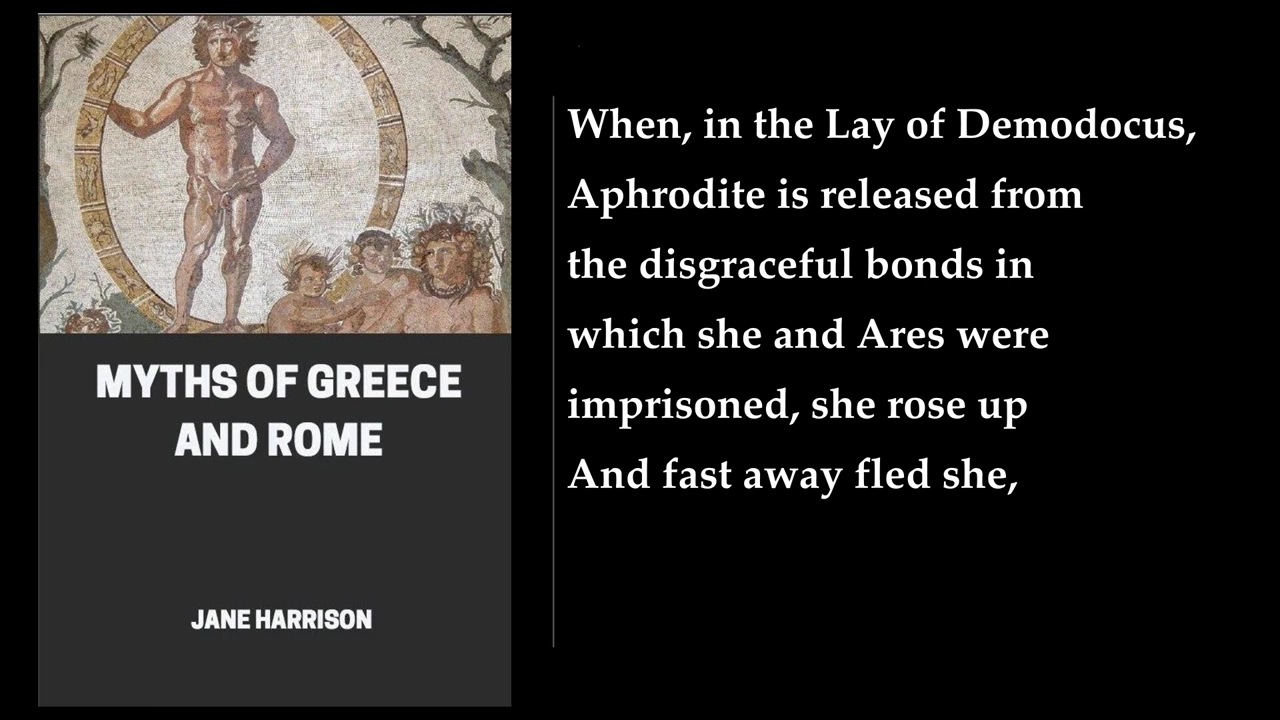 MYTHS OF GREECE
AND ROME
JANE HARRISON
When, in the Lay of Demodocus,
Aphrodite is released from
the disgraceful bonds in
which she and Ares were
imprisoned, she rose up
And fast away fled she,